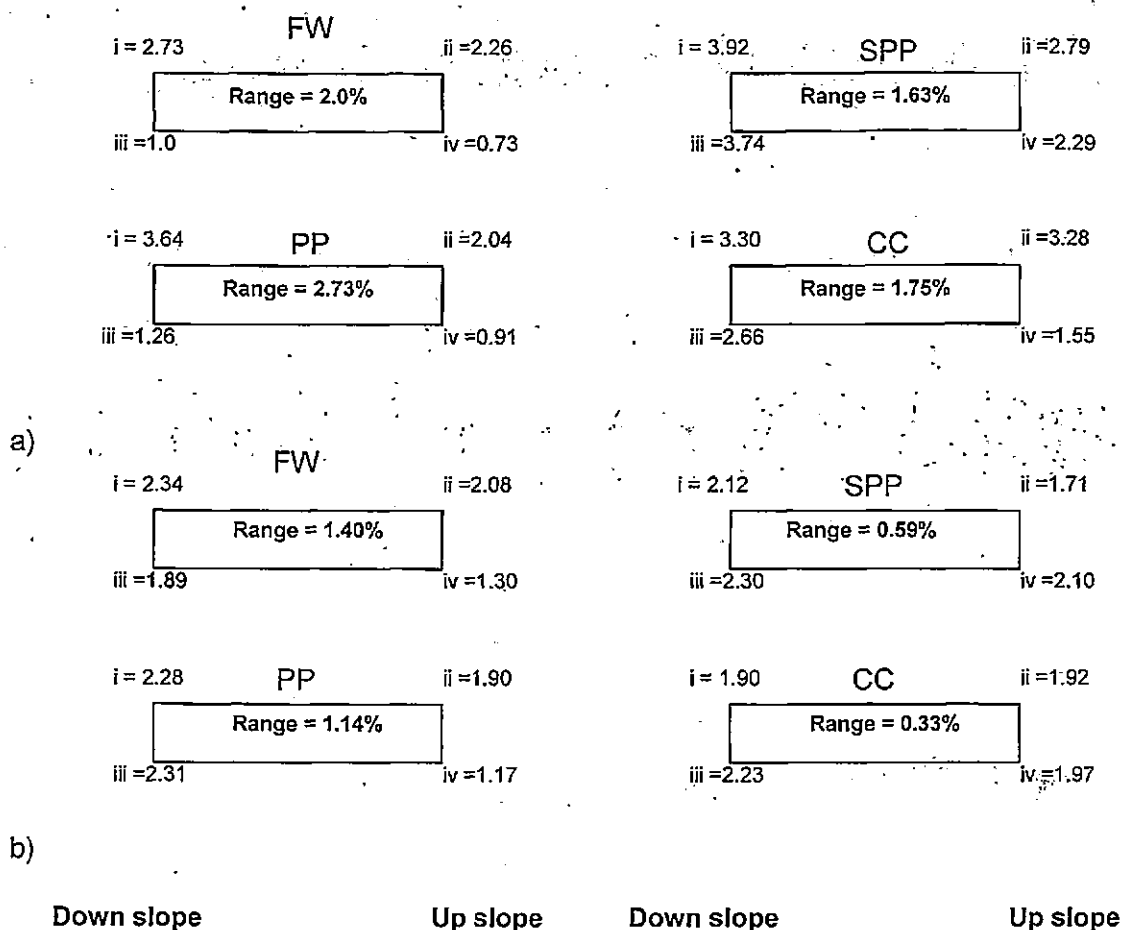 FW SPP
i = 2.73 ii = 2.26 i = 3.92 ii = 2.79
Range = 2.0% Range = 1.63%
iii =1.0 iv =0.73 iii =3.74 iv =2.29
i = 3.64 PP ii =2.04 i = 3.30 CC ii =3.28
Range = 2.73% Range = 1.75%
iii =1.26 iv =0.91 iii =2.66 iv =1.55
a)
FW SPP
i = 2.34 ii =2.08 i = 2.12 ii =1.71
Range = 1.40% Range = 0.59%
iii =1.89 iv =1.30 iii =2.30 iv =2.10
i = 2.28 PP ii =1.90 i = 1.90 CC ii =1.92
Range = 1.14% Range = 0.33%
iii =2.31 iv =1.17 iii =2.23 iv =1.97
b)
Down slope Up slope Down slope Up slope